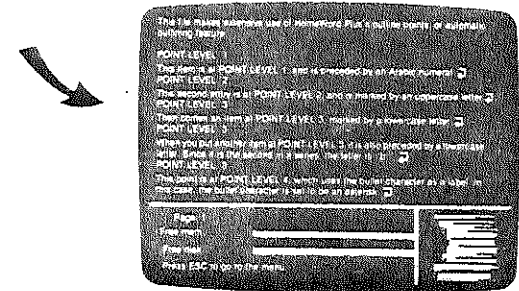 This file makes extensive use of HomeWord Plus's outline points, or automatic
outlining feature.
POINT LEVEL 1
This item is at POINT LEVEL 1, and is preceded by an Arabic numeral
POINT LEVEL 2
This second entry is at POINT LEVEL 2, and is marked by an uppercase letter
POINT LEVEL 3
Then comes an item at POINT LEVEL 3, marked by a lowercase letter
POINT LEVEL 3
When you put another item at POINT LEVEL 3 it is also preceded by a lowercase
letter. Since it is the second in a series, the letter is
POINT LEVEL
This point is at POINT LEVEL 4, which uses the bullet character as a label. In
this case, the bullet character is set to be an asterisk
Page
Free mem
Free
Press ESC to go to the menu